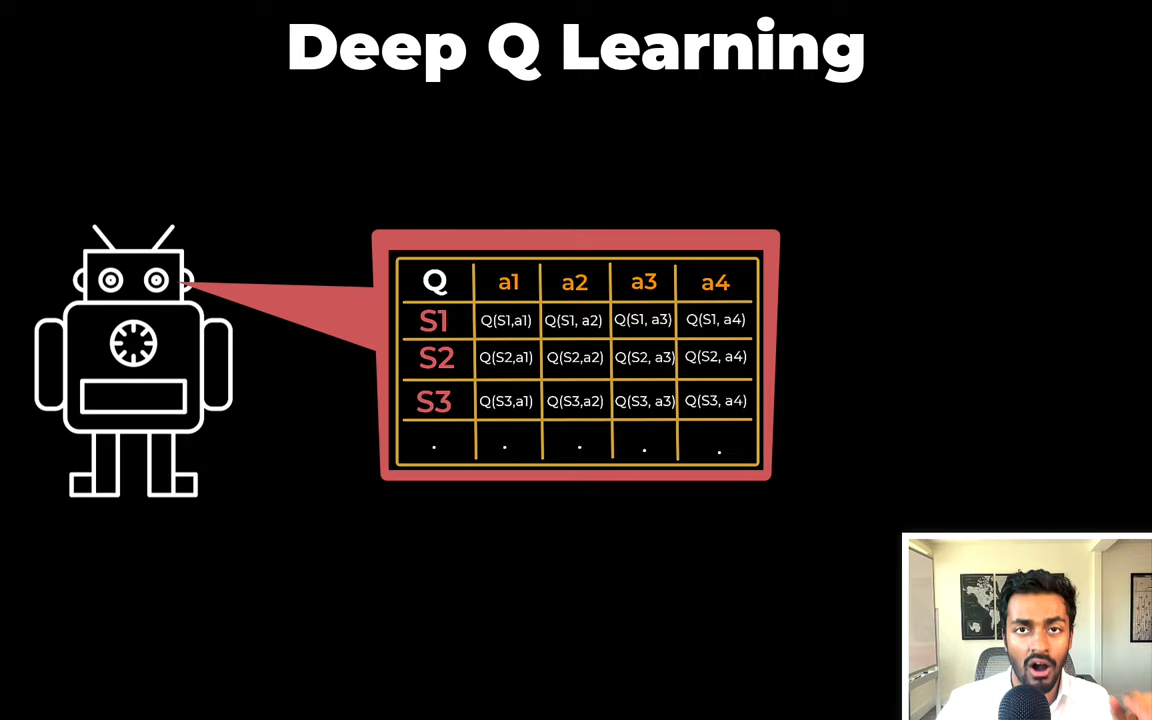 Deep Q Learning
Q a1 a2 a3 a4
S1 Q(S1,a1) Q(S1, a2) Q(S1, a3) Q(S1, a4)
S2 Q(S2,a1) Q(S2,a2) Q(S2, a3) Q(S2, a4)
S3 Q(S3,a1) Q(S3,a2) Q(S3, a3) Q(S3, a4)
. . . . .